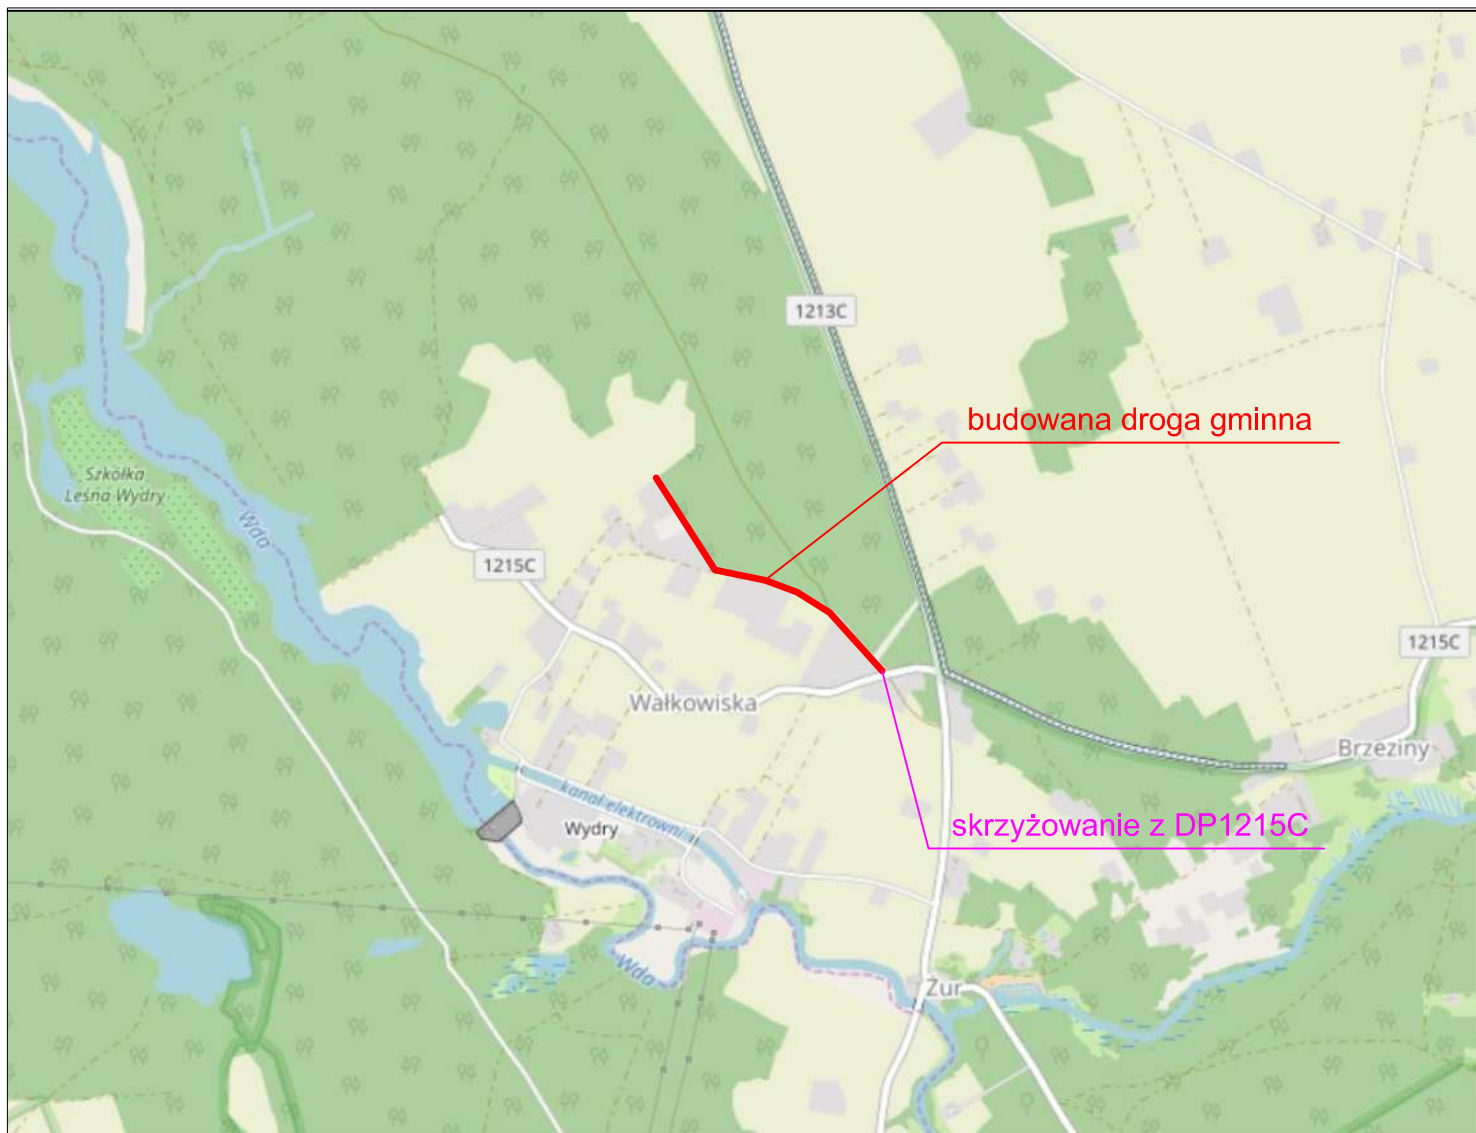 1213C
budowana droga gminna
Szkółka
Leśna Wydry
Wda
1215C
1215C
Wałkowiska
Brzeziny
kanał elektrowni
Wydry
skrzyżowanie z DP1215C
Wda
Żur